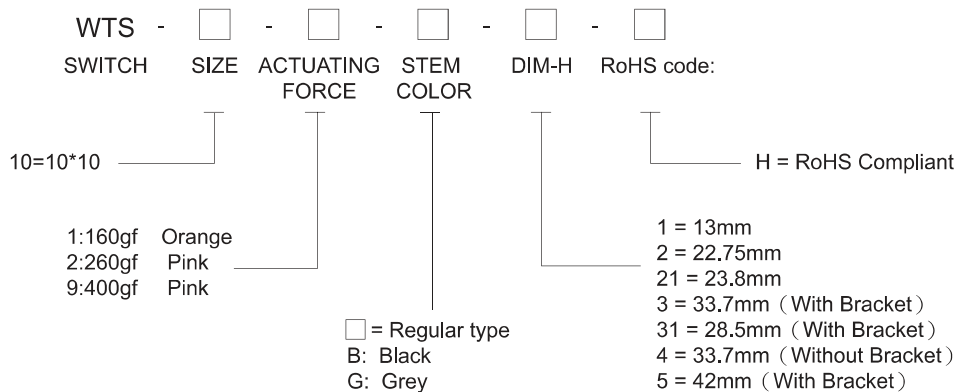 WTS - □ - □ - □ - □ - □
SWITCH SIZE ACTUATING FORCE STEM COLOR DIM-H RoHS code:
10=10*10
H = RoHS Compliant
1:160gf Orange
2:260gf Pink
9:400gf Pink
□ = Regular type
B: Black
G: Grey
1 = 13mm
2 = 22.75mm
21 = 23.8mm
3 = 33.7mm（With Bracket）
31 = 28.5mm（With Bracket）
4 = 33.7mm（Without Bracket）
5 = 42mm（With Bracket）